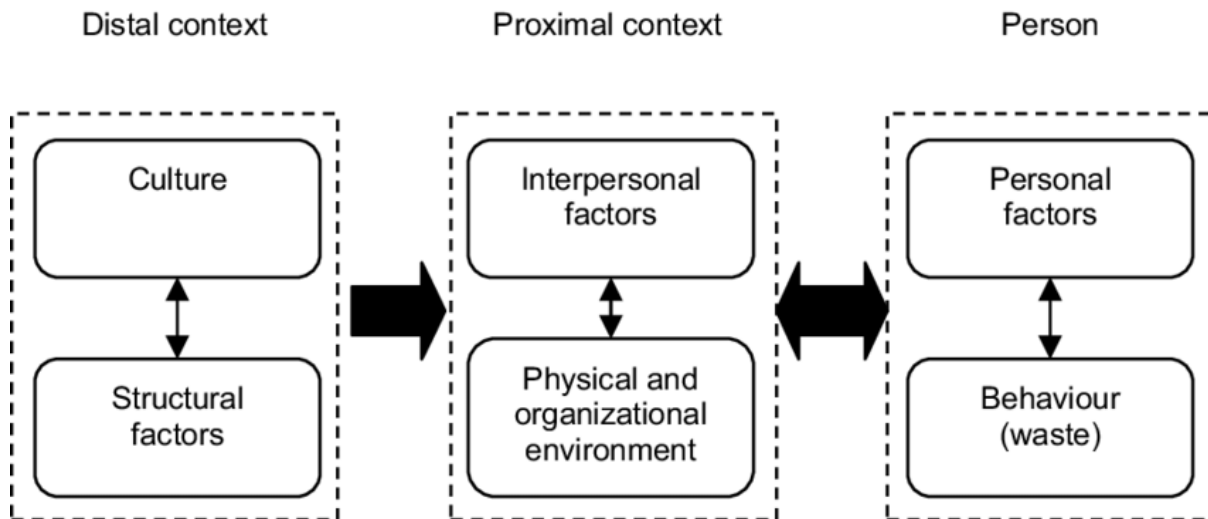 Distal context
Proximal context
Person
Culture
Interpersonal
factors
Personal
factors
Structural
factors
Physical and
organizational
environment
Behaviour
(waste)